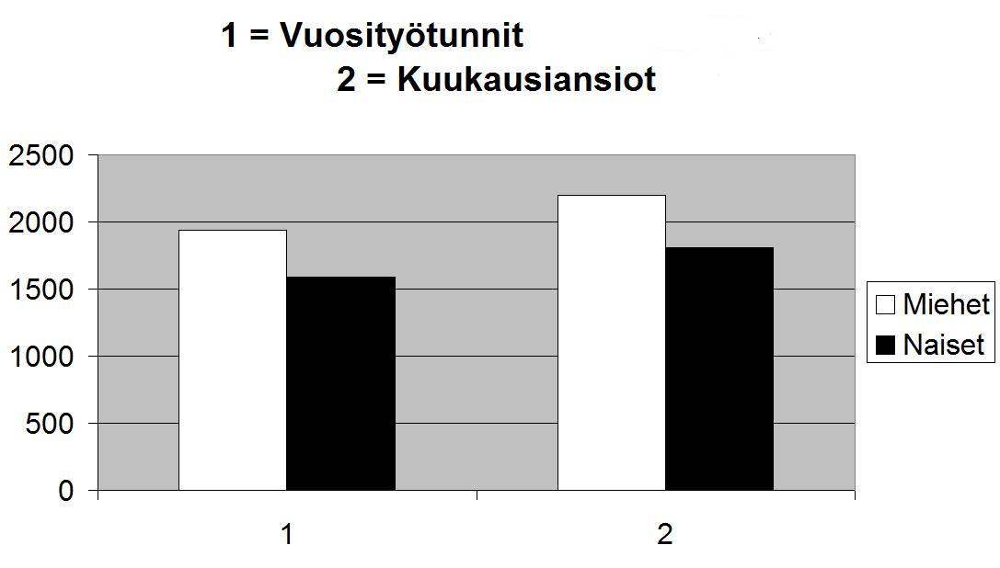 1 = Vuosityötunnit
2 = Kuukausiansiot
2500
2000
1500
1000
500
0
1 2
Miehet
Naiset